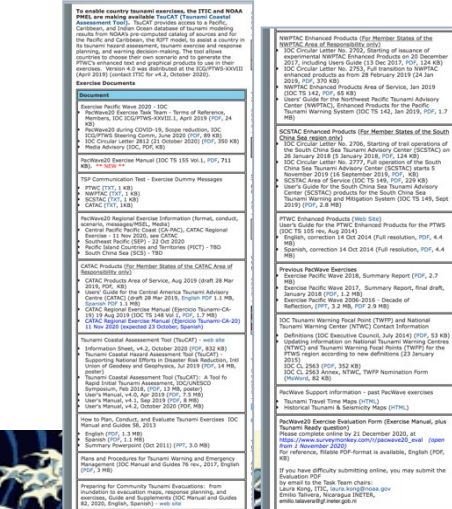 To enable country tsunami exercises, the ITIC and NOAA
PMEL are making available TsuCAT (Tsunami Coastal
Assessment Tool). TsuCAT provides access to a Pacific,
Caribbean, and Indian Ocean databases of tsunami modeling
results from NOAA's pre-computed catalog of sources and for
the Pacific and Caribbean, the RIFT model, to assist a country in
its tsunami hazard assessment, tsunami exercise and response
planning, and warning decision-making. The tool allows
countries to choose their own scenario and to generate the
PTWC's enhanced text and graphical products to use in their
exercises. Version 4.0 was distributed at the ICG/PTWS-XXVIII
(April 2019) (contact ITIC for v4.2, October 2020).
Exercise Documents
Document
Exercise Pacific Wave 2020 - IOC
PacWave20 Exercise Task Team - Terms of Reference,
Members, IOC ICG/PTWS-XXVIII.1, April 2019 (PDF, 24
KB)
PacWave20 During COVID-19, Scope reduction, IOC
ICG/PTWS Steering Comm, June 2020 (PDF, 89 KB)
IOC Circular Letter 2812 (21 October 2020) (PDF, 350 KB)
Media Advisory (IOC, PDF, KB)
PacWave20 Exercise Manual (IOC TS 155 Vol 1, PDF, 711
KB). ** NEW **
TSP Communication Test - Exercise Dummy Messages
PTWC (TXT, 1 KB)
NWPTAC (TXT, 1 KB)
SCSTAC (TXT, 1 KB)
CATAC (TXT, 1KB)
PacWave20 Regional Exercise Information (format, conduct,
scenario, messages/MSEL, Media)
Central Pacific Pacific Coast (CA-PAC), CATAC Regional
Exercise - 11 Nov 2020, see CATAC
Southeast Pacific (SEP) - 22 Oct 2020
Pacific Island Countries and Territories (PICT) - TBD
South China Sea (SCS) - TBD
CATAC Products (For Member States of the CATAC Area of
Responsibility only)
CATAC Products Area of Service, Aug 2019 (draft 28 Mar
2019, PDF, KB)
Users' Guide for the Central America Tsunami Advisory
Centre (CATAC) (draft 28 Mar 2019, English PDF 1.1 MB,
Spanish PDF 1.1 MB)
CATAC Regional Exercise Manual (Ejercicio Tsunami-CA-
19) 19 Aug 2019 (IOC TS 148 Vol 1, PDF, 1.7 MB)
CATAC Regional Exercise Manual (Ejercicio Tsunami-CA-20)
11 Nov 2020 (expected 23 October, Spanish)
Tsunami Coastal Assessment Tool (TsuCAT) - web site
Information Sheet, v4.2, October 2020 (PDF, 832 KB)
Tsunami Coastal Hazard Assessment Tool (TsuCAT) -
Supporting National Efforts in Disaster Risk Reduction, Intl
Union of Geodesy and Geophysics, Jul 2019 (PDF, 14 MB,
poster)
Tsunami Coastal Assessment Tool (TsuCAT): A Tool fo
Rapid Initial Tsunami Assessment, IOC/UNESCO
Symposium, Feb 2018, (PDF, 13 MB, poster)
User's Manual, v4.0, Apr 2019 (PDF, 7.5 MB)
User's Manual, v4.1, Sep 2019 (PDF, 8 MB)
User's Manual, v4.2, October 2020 (PDF, MB)
How to Plan, Conduct, and Evaluate Tsunami Exercises IOC
Manual and Guides 58, 2013
English (PDF, 1.3 MB)
Spanish (PDF, 1.1 MB)
Summary Powerpoint (Oct 2011) (PPT, 3.0 MB)
Plans and Procedures for Tsunami Warning and Emergency
Management (IOC Manual and Guides 76 rev., 2017, English
(PDF, 3 MB)
Preparing for Community Tsunami Evacuations: from
inundation to evacuation maps, response planning, and
exercises, Guide and Supplements (IOC Manual and Guides
82, 2020, English, Spanish) - web site
NWPTAC Enhanced Products (For Member States of the
NWPTAC Area of Responsibility only)
IOC Circular Letter No. 2702, Starting of issuance of
experimental NWPTAC Enhanced Products on 20 December
2017, including Users Guide (13 Dec 2017, PDF, 124 KB)
IOC Circular Letter No. 2753, Full transition to NWPTAC
enhanced products as from 28 February 2019 (24 Jan
2019, PDF, 370 KB)
NWPTAC Enhanced Products Area of Service, Jan 2019
(IOC TS 142, PDF, 65 KB)
Users' Guide for the Northwest Pacific Tsunami Advisory
Center (NWPTAC), Enhanced Products for the Pacific
Tsunami Warning System (IOC TS 142, Jan 2019, PDF, 1.7
MB)
SCSTAC Enhanced Products (For Member States of the South
China Sea region only)
IOC Circular Letter No. 2706, Starting of trial operations of
the South China Sea Tsunami Advisory Center (SCSTAC) on
26 January 2018 (5 January 2018, PDF, 124 KB)
IOC Circular Letter No. 2777, Full operation of the South
China Sea Tsunami Advisory Center (SCSTAC) starts 5
November 2019 (16 September 2019, PDF, KB)
SCSTAC Area of Service (IOC TS 149, PDF, 229 KB)
User's Guide for the South China Sea Tsunami Advisory
Center (SCSTAC) products for the South China Sea
Tsunami Warning and Mitigation System (IOC TS 149, Sept
2019) (PDF, 2.8 MB)
PTWC Enhanced Products (Web Site)
User's Guide for the PTWC Enhanced Products for the PTWS
(IOC TS 105 rev, Aug 2014)
English, correction 14 Oct 2014 (Full resolution, PDF, 4.4
MB)
Spanish, correction 14 Oct 2014 (Full resolution, PDF, 4.4
MB)
Previous PacWave Exercises
Exercise Pacific Wave 2018, Summary Report (PDF, 2.7
MB)
Exercise Pacific Wave 2017, Summary Report, final draft,
January 2018 (PDF, 1.2 MB)
Exercise Pacific Wave 2006-2016 - Decade of
Reflection, (PPT, 3.2 MB, PDF 2.9 MB)
IOC Tsunami Warning Focal Point (TWFP) and National
Tsunami Warning Center (NTWC) Contact Information
Definitions (IOC Executive Council, July 2014) (PDF, 53 KB)
Updating information on National Tsunami Warning Centres
(NTWC) and Tsunami Warning Focal Points (TWFP) for the
PTWS region according to new definitions (23 January
2015)
IOC CL 2563 (PDF, 352 KB)
IOC CL 2563 Annex, NTWC, TWFP Nomination Form
(MsWord, 82 KB)
PacWave Support information - past PacWave exercises
Tsunami Travel Time Maps (HTML)
Historical Tsunami & Seismicity Maps (HTML)
PacWave20 Exercise Evaluation Form (Exercise Manual, plus
Tsunami Ready question)
Please complete online by 21 December 2020, at
https://www.surveymonkey.com/r/pacwave20_eval (open
from 1 November 2020)
For reference, fillable PDF-format is available, English (PDF,
KB)
If you have difficulty submitting online, you may submit the
Evaluation PDF
by email to the Task Team chairs:
Laura Kong, ITIC, laura.kong@noaa.gov
Emilio Talavera, Nicaragua INETER,
emilio.talavera@gf.ineter.gob.ni